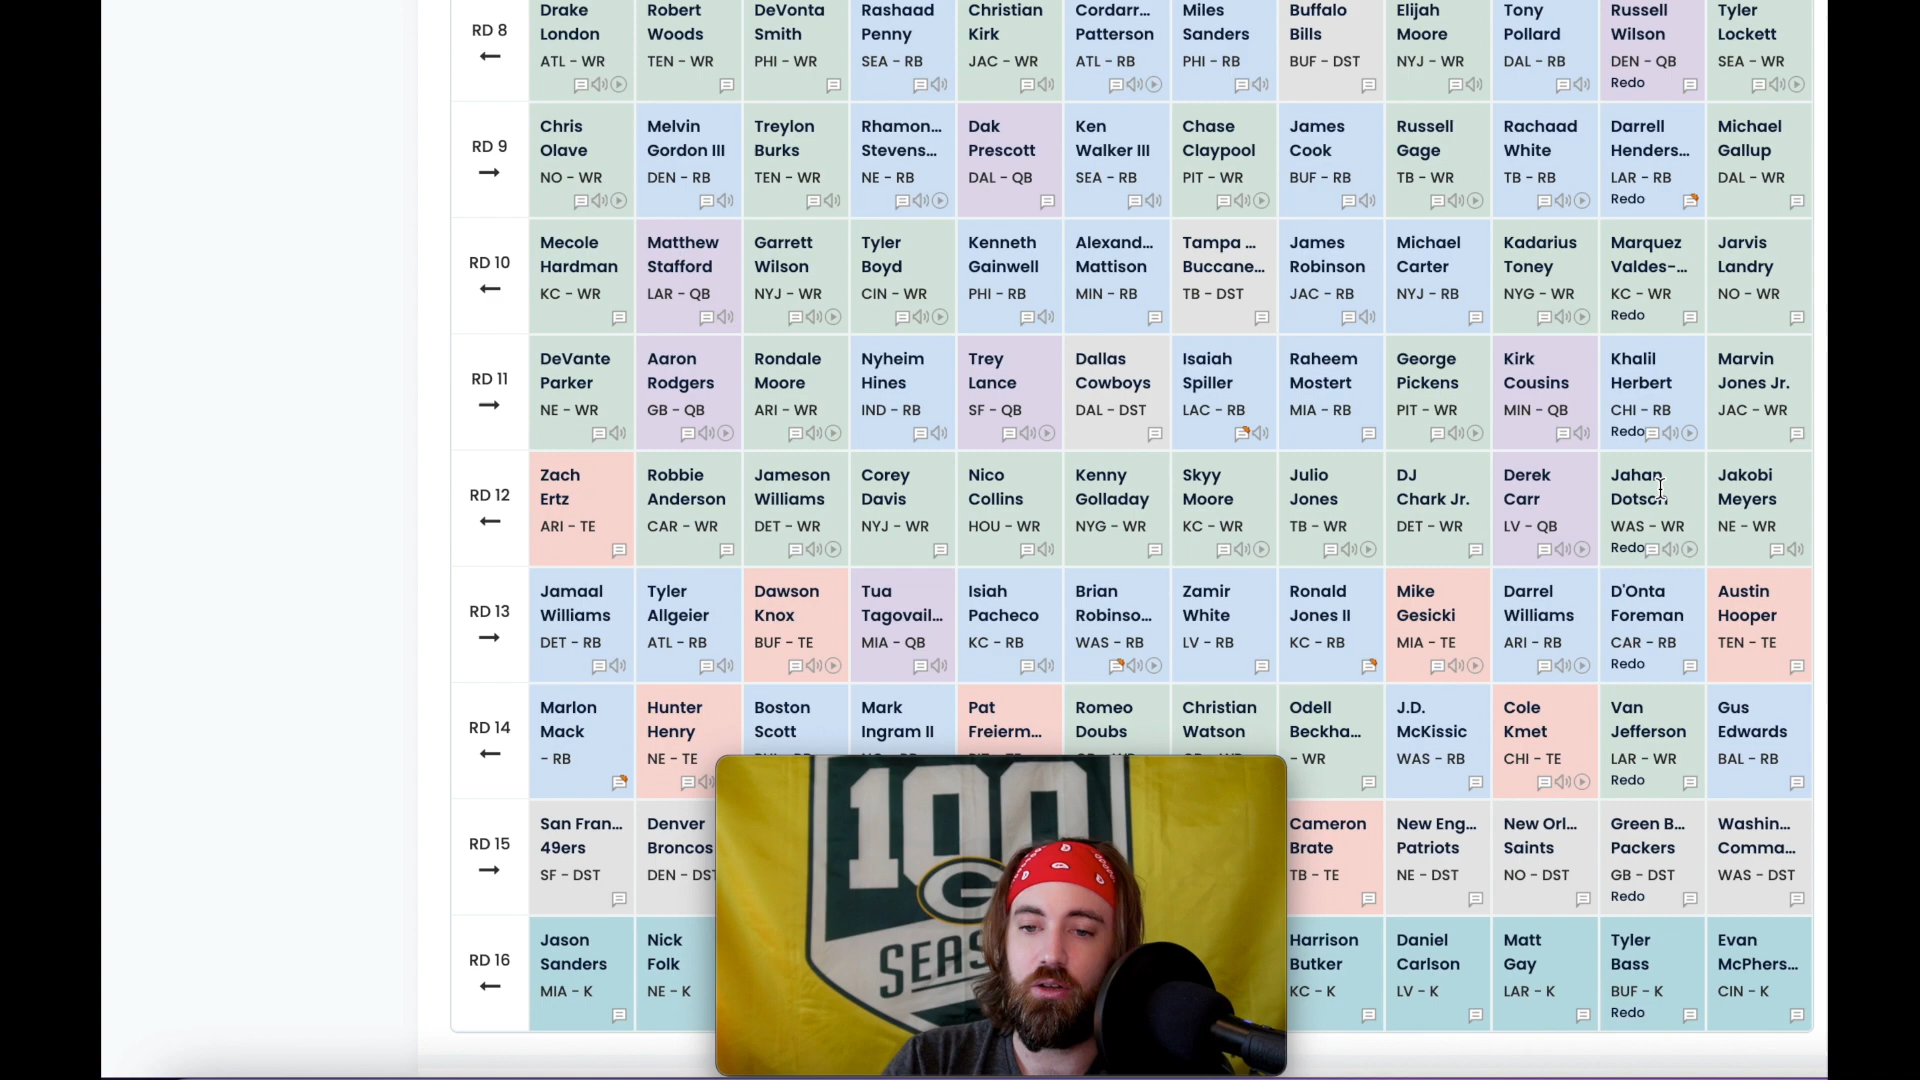 RD 8
Drake London
ATL - WR
Robert Woods
TEN - WR
DeVonta Smith
PHI - WR
Rashaad Penny
SEA - RB
Christian Kirk
JAC - WR
Cordarr... Patterson
ATL - RB
Miles Sanders
PHI - RB
Buffalo Bills
BUF - DST
Elijah Moore
NYJ - WR
Tony Pollard
DAL - RB
Russell Wilson
DEN - QB
Redo
Tyler Lockett
SEA - WR
RD 9
Chris Olave
NO - WR
Melvin Gordon III
DEN - RB
Treylon Burks
TEN - WR
Rhamon... Stevens...
NE - RB
Dak Prescott
DAL - QB
Ken Walker III
SEA - RB
Chase Claypool
PIT - WR
James Cook
BUF - RB
Russell Gage
TB - WR
Rachaad White
TB - RB
Darrell Henders...
LAR - RB
Redo
Michael Gallup
DAL - WR
RD 10
Mecole Hardman
KC - WR
Matthew Stafford
LAR - QB
Garrett Wilson
NYJ - WR
Tyler Boyd
CIN - WR
Kenneth Gainwell
PHI - RB
Alexand... Mattison
MIN - RB
Tampa ... Buccane...
TB - DST
James Robinson
JAC - RB
Michael Carter
NYJ - RB
Kadarius Toney
NYG - WR
Marquez Valdes-...
KC - WR
Redo
Jarvis Landry
NO - WR
RD 11
DeVante Parker
NE - WR
Aaron Rodgers
GB - QB
Rondale Moore
ARI - WR
Nyheim Hines
IND - RB
Trey Lance
SF - QB
Dallas Cowboys
DAL - DST
Isaiah Spiller
LAC - RB
Raheem Mostert
MIA - RB
George Pickens
PIT - WR
Kirk Cousins
MIN - QB
Khalil Herbert
CHI - RB
Redo
Marvin Jones Jr.
JAC - WR
RD 12
Zach Ertz
ARI - TE
Robbie Anderson
CAR - WR
Jameson Williams
DET - WR
Corey Davis
NYJ - WR
Nico Collins
HOU - WR
Kenny Golladay
NYG - WR
Skyy Moore
KC - WR
Julio Jones
TB - WR
DJ Chark Jr.
DET - WR
Derek Carr
LV - QB
Jahan Dotson
WAS - WR
Redo
Jakobi Meyers
NE - WR
RD 13
Jamaal Williams
DET - RB
Tyler Allgeier
ATL - RB
Dawson Knox
BUF - TE
Tua Tagovail...
MIA - QB
Isiah Pacheco
KC - RB
Brian Robinso...
WAS - RB
Zamir White
LV - RB
Ronald Jones II
KC - RB
Mike Gesicki
MIA - TE
Darrel Williams
ARI - RB
D'Onta Foreman
CAR - RB
Redo
Austin Hooper
TEN - TE
RD 14
Marlon Mack
- RB
Hunter Henry
NE - TE
Boston Scott
Mark Ingram II
Pat Freierm...
Romeo Doubs
Christian Watson
Odell Beckha...
- WR
J.D. McKissic
WAS - RB
Cole Kmet
CHI - TE
Van Jefferson
LAR - WR
Redo
Gus Edwards
BAL - RB
RD 15
San Fran... 49ers
SF - DST
Denver Broncos
DEN - DST
Cameron Brate
TB - TE
New Eng... Patriots
NE - DST
New Orl... Saints
NO - DST
Green B... Packers
GB - DST
Redo
Washin... Comma...
WAS - DST
RD 16
Jason Sanders
MIA - K
Nick Folk
NE - K
Harrison Butker
KC - K
Daniel Carlson
LV - K
Matt Gay
LAR - K
Tyler Bass
BUF - K
Redo
Evan McPhers...
CIN - K
100
G
SEAS